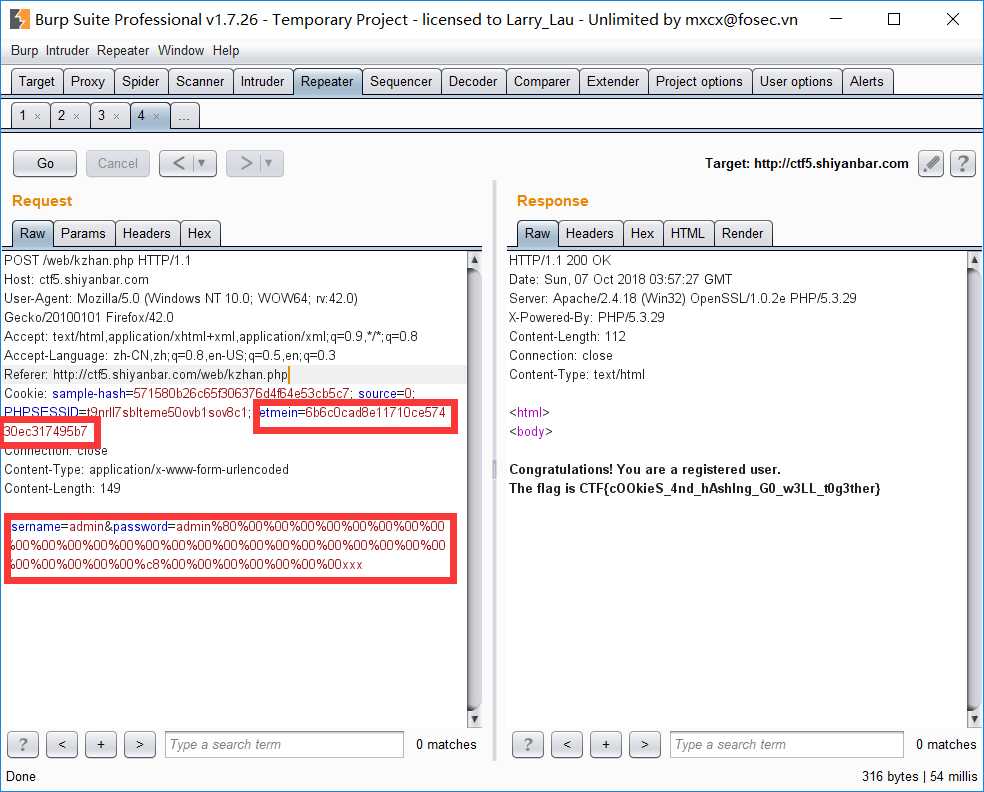 Burp Suite Professional v1.7.26 - Temporary Project - licensed to Larry_Lau - Unlimited by mxcx@fosec.vn
Burp Intruder Repeater Window Help
Target Proxy Spider Scanner Intruder Repeater Sequencer Decoder Comparer Extender Project options User options Alerts
1 × 2 × 3 × 4 × ...
Go Cancel < ▼ > ▼ Target: http://ctf5.shiyanbar.com ?
Request
Raw Params Headers Hex
POST /web/kzhan.php HTTP/1.1
Host: ctf5.shiyanbar.com
User-Agent: Mozilla/5.0 (Windows NT 10.0; WOW64; rv:42.0)
Gecko/20100101 Firefox/42.0
Accept: text/html,application/xhtml+xml,application/xml;q=0.9,*/*;q=0.8
Accept-Language: zh-CN,zh;q=0.8,en-US;q=0.5,en;q=0.3
Referer: http://ctf5.shiyanbar.com/web/kzhan.php
Cookie: sample-hash=571580b26c65f306376d4f64e53cb5c7; source=0;
PHPSESSID=t9nrll7sblteme50ovb1sov8c1; etmein=6b6c0cad8e11710ce574
30ec317495b7
Connection: close
Content-Type: application/x-www-form-urlencoded
Content-Length: 149
sername=admin&password=admin%80%00%00%00%00%00%00%00%00%00
%00%00%00%00%00%00%00%00%00%00%00%00%00%00%00%00%00%00
%00%00%00%00%00%c8%00%00%00%00%00%00%00xxx
? < + > Type a search term 0 matches
Response
Raw Headers Hex HTML Render
HTTP/1.1 200 OK
Date: Sun, 07 Oct 2018 03:57:27 GMT
Server: Apache/2.4.18 (Win32) OpenSSL/1.0.2e PHP/5.3.29
X-Powered-By: PHP/5.3.29
Content-Length: 112
Connection: close
Content-Type: text/html
<html>
<body>
Congratulations! You are a registered user.
The flag is CTF{cOOkieS_4nd_hAshIng_G0_w3LL_t0g3ther}
? < + > Type a search term 0 matches
Done 316 bytes | 54 millis